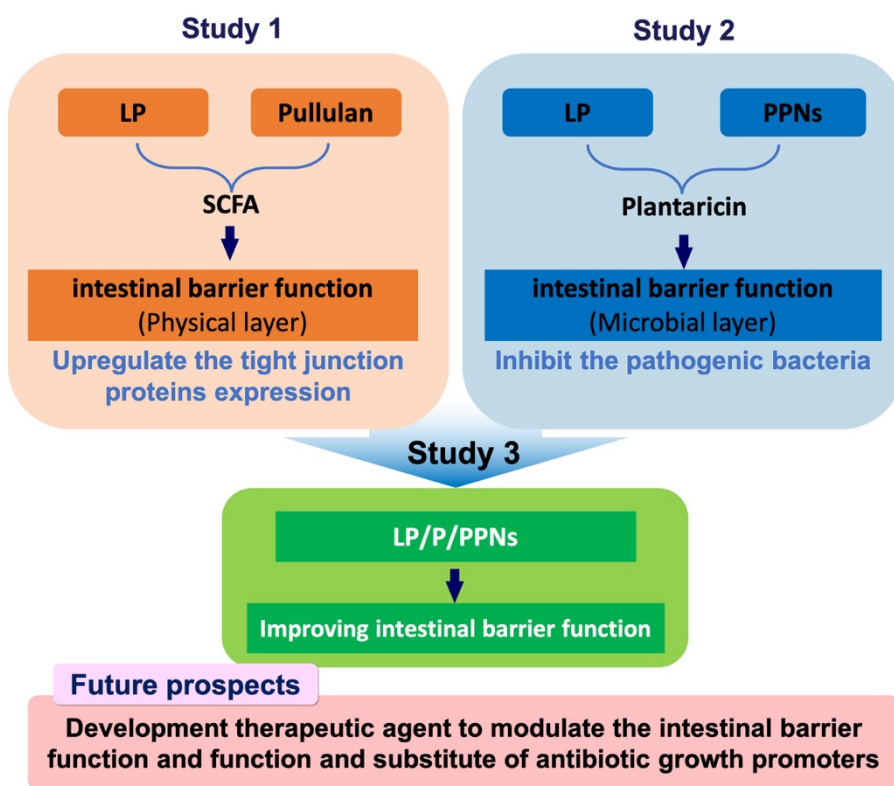 Study 1
LP
Pullulan
SCFA
intestinal barrier function
(Physical layer)
Upregulate the tight junction
proteins expression
Study 2
LP
PPNs
Plantaricin
intestinal barrier function
(Microbial layer)
Inhibit the pathogenic bacteria
Study 3
LP/P/PPNs
Improving intestinal barrier function
Future prospects
Development therapeutic agent to modulate the intestinal barrier
function and function and substitute of antibiotic growth promoters